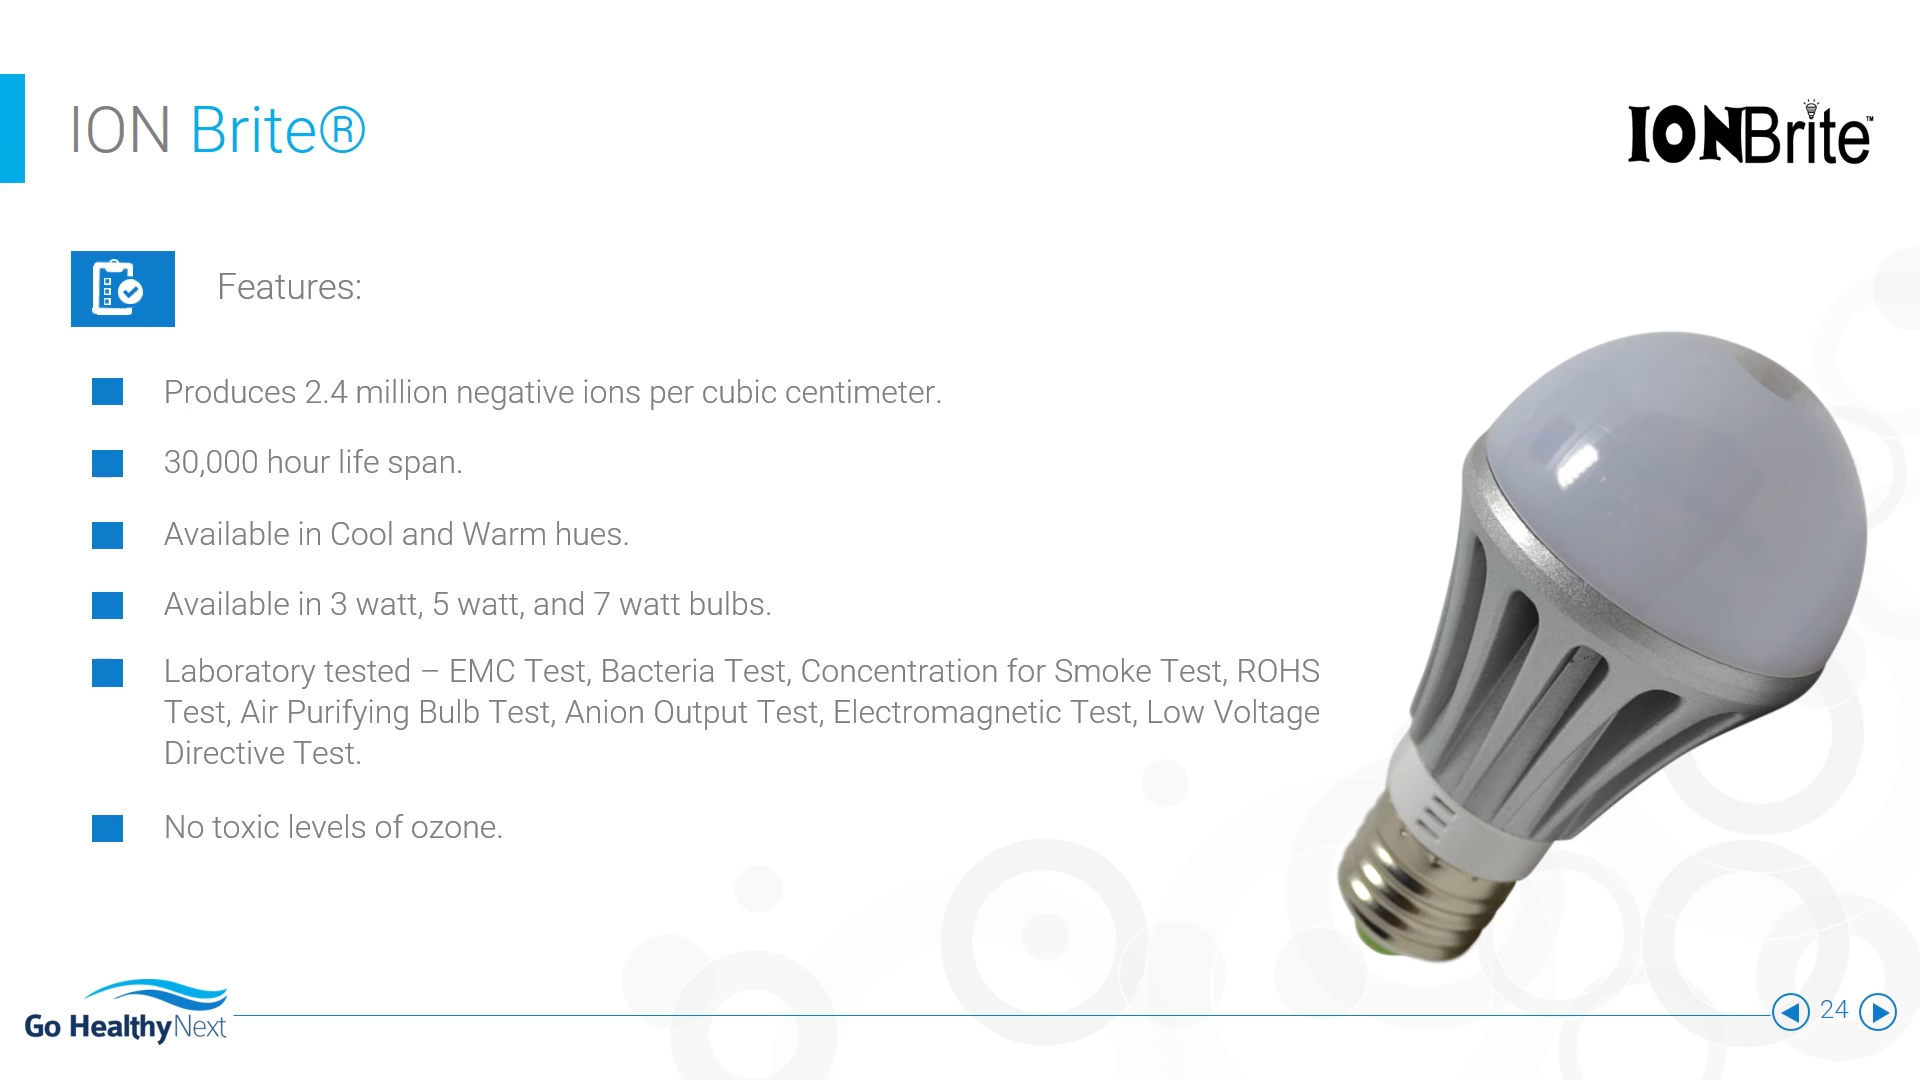 ION Brite®
IONBrite™
Features:
Produces 2.4 million negative ions per cubic centimeter.
30,000 hour life span.
Available in Cool and Warm hues.
Available in 3 watt, 5 watt, and 7 watt bulbs.
Laboratory tested – EMC Test, Bacteria Test, Concentration for Smoke Test, ROHS
Test, Air Purifying Bulb Test, Anion Output Test, Electromagnetic Test, Low Voltage
Directive Test.
No toxic levels of ozone.
Go HealthyNext
24